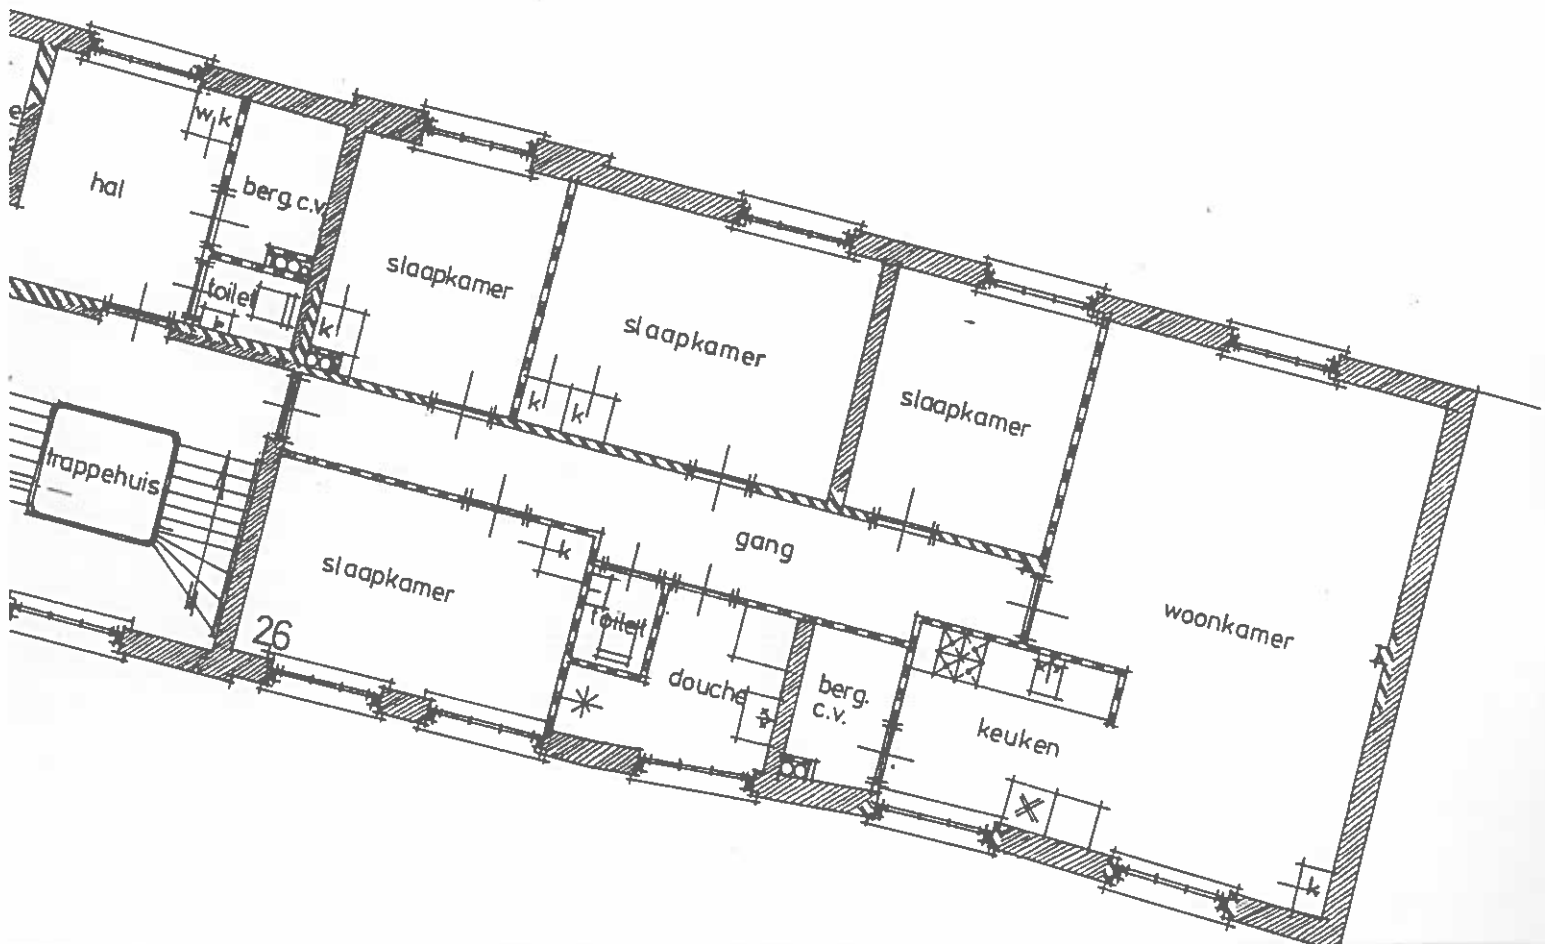 w.k
e
hal
berg.c.v.
toilet
k
k
slaapkamer
slaapkamer
k
k
slaapkamer
trappehuis
slaapkamer
k
gang
26
toilet
douche
berg.
c.v.
keuken
woonkamer
k